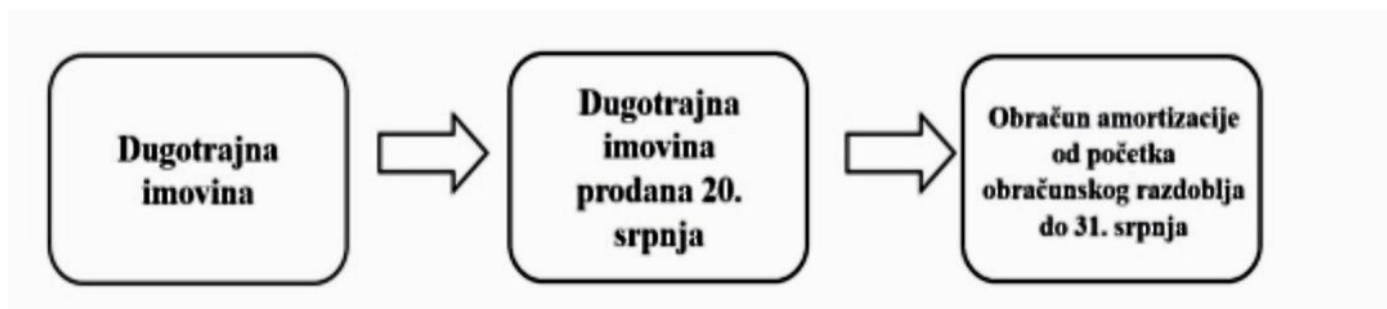 Dugotrajna
imovina
Dugotrajna
imovina
prodana 20.
srpnja
Obračun amortizacije
od početka
obračunskog razdoblja
do 31. srpnja